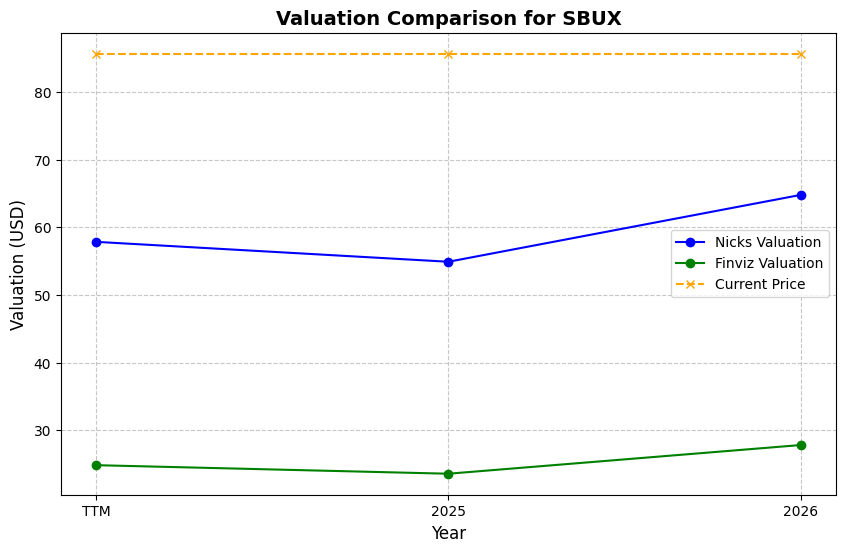 Valuation Comparison for SBUX
Valuation (USD)
80
70
60
50
40
30
Nicks Valuation
Finviz Valuation
Current Price
TTM
2025
2026
Year